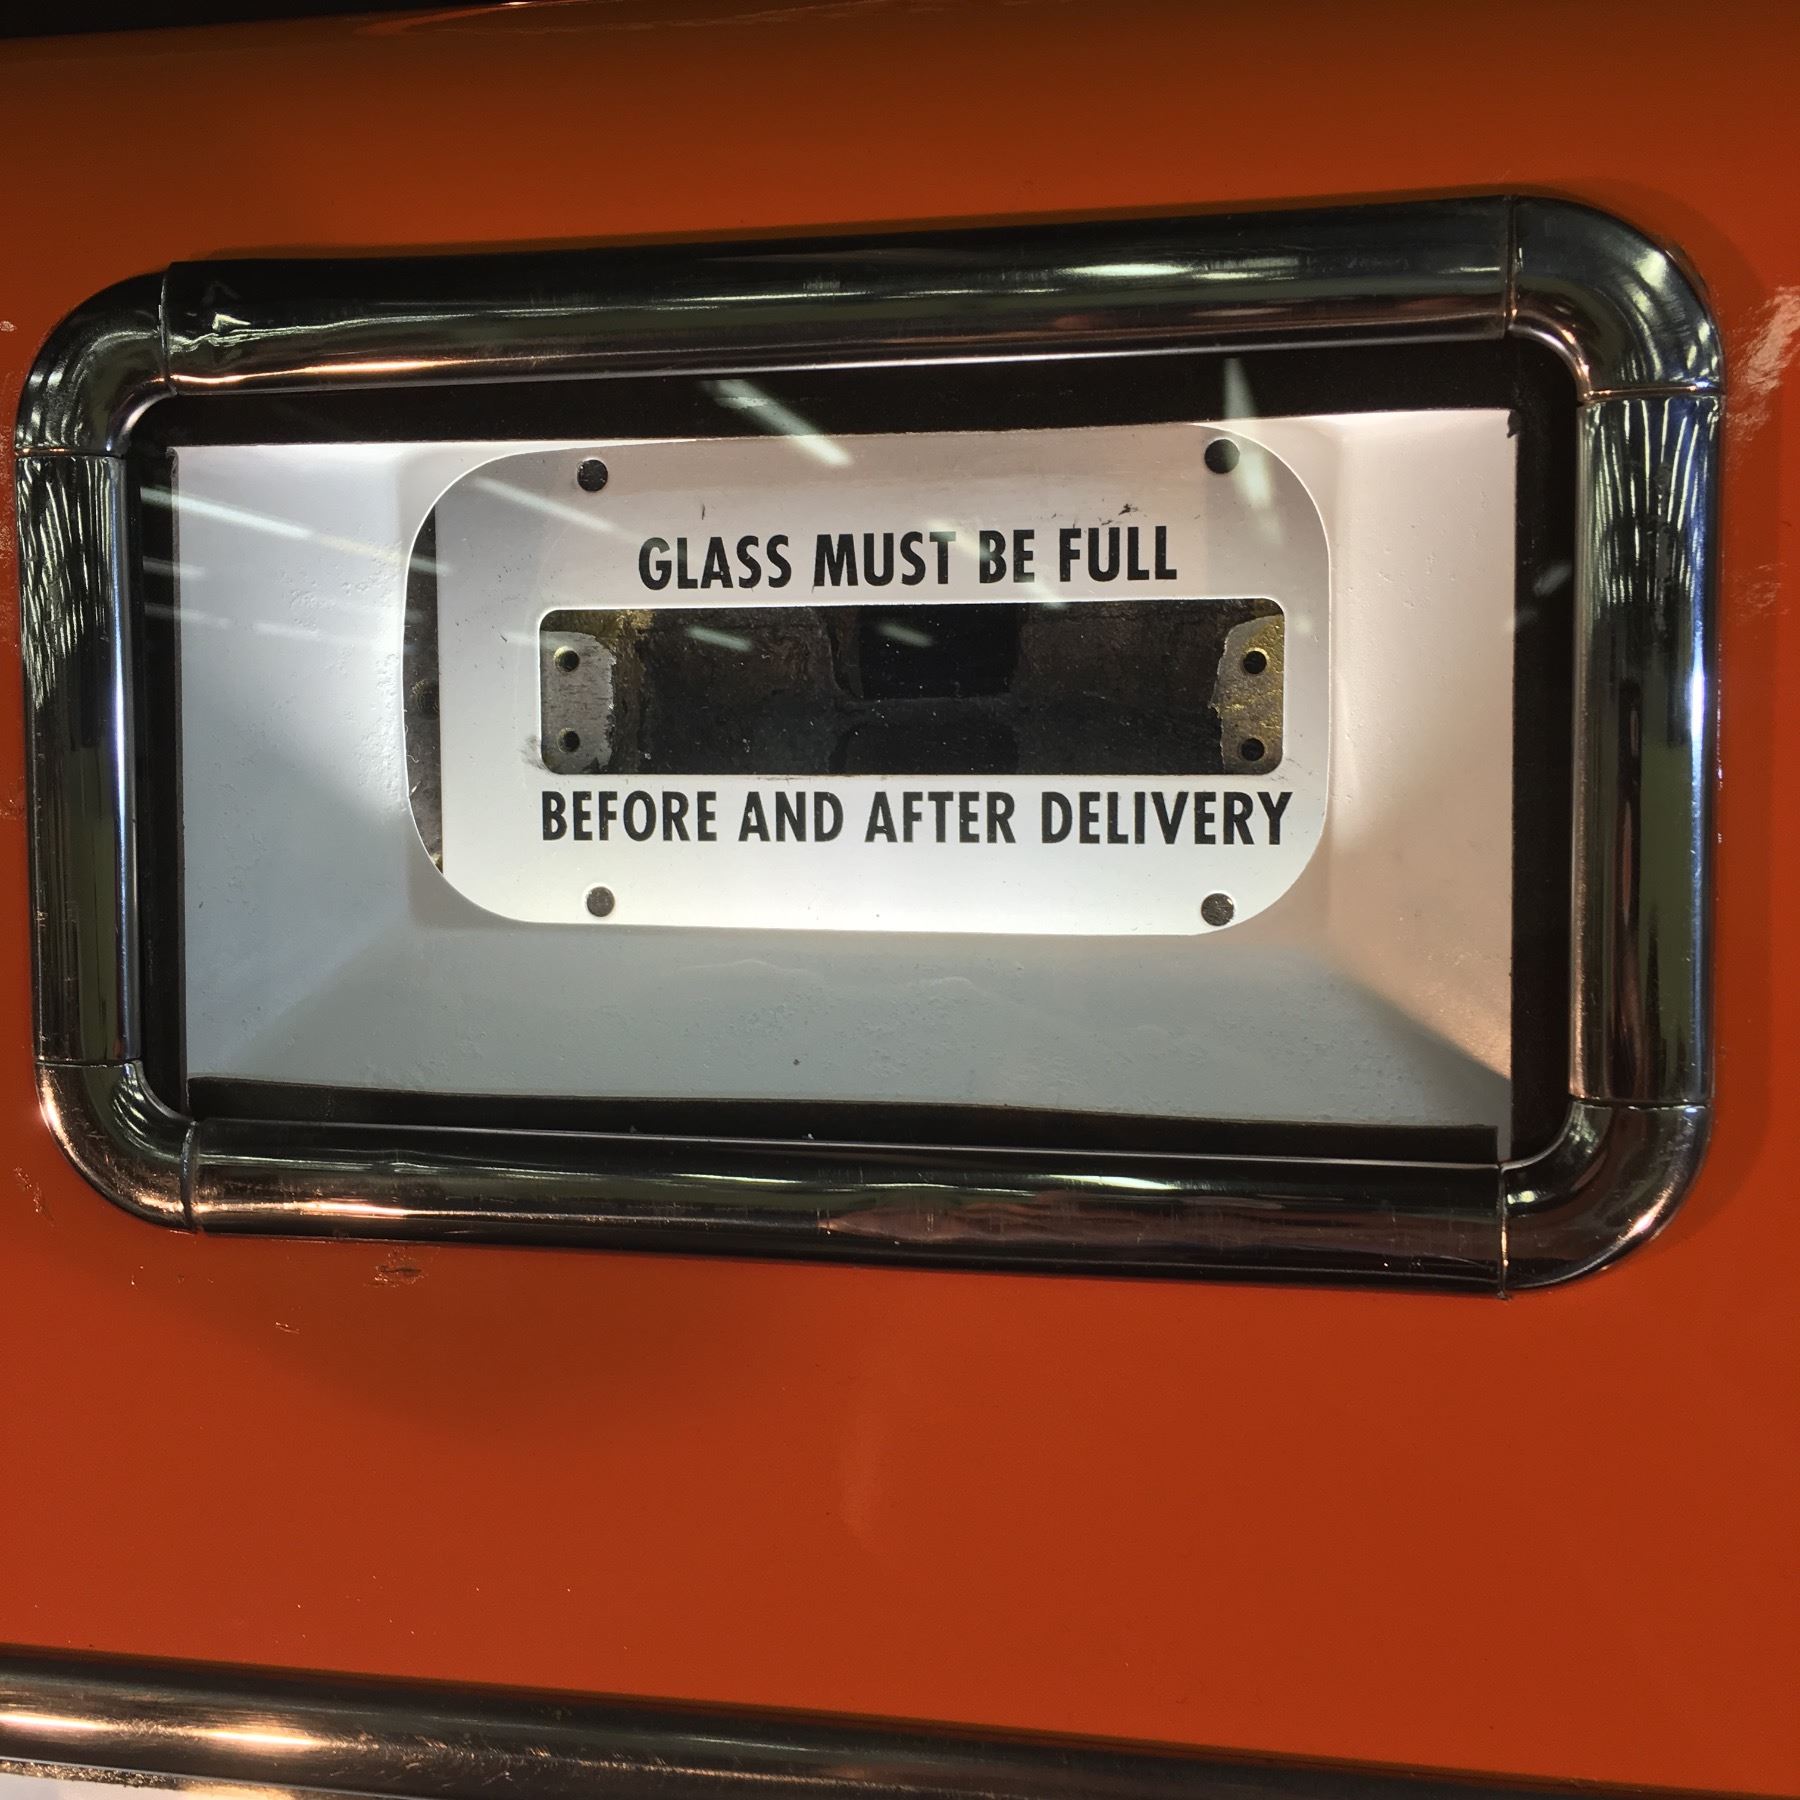 GLASS MUST BE FULL
BEFORE AND AFTER DELIVERY